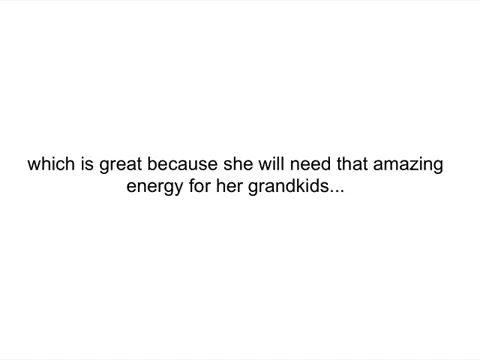 which is great because she will need that amazing
energy for her grandkids...